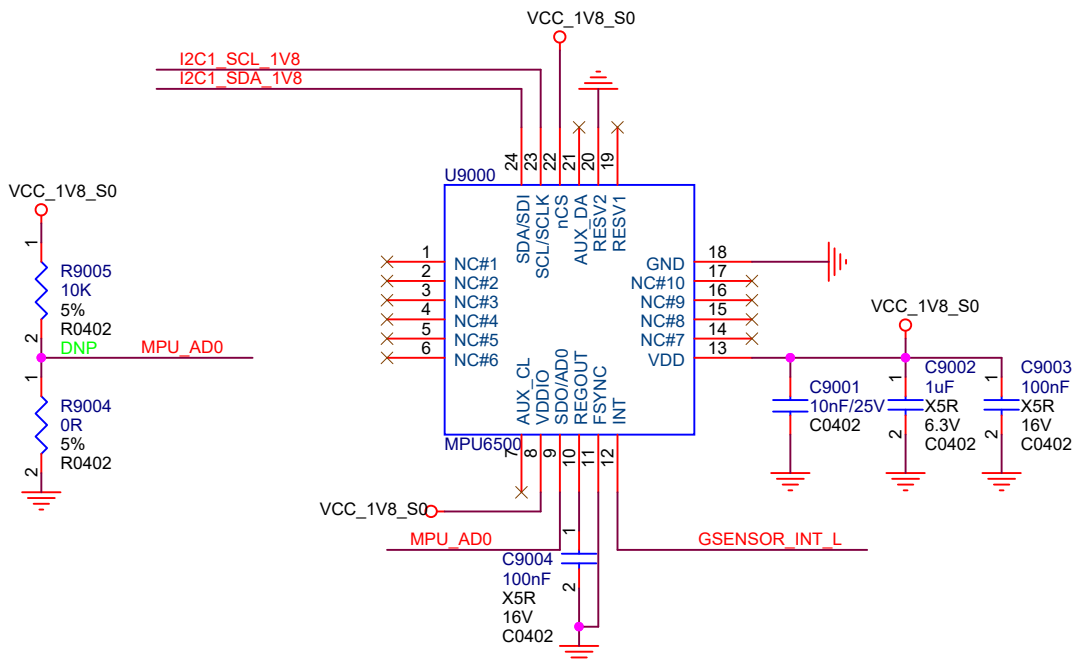 VCC_1V8_S0
I2C1_SCL_1V8
I2C1_SDA_1V8
24
23
22
21
20
19
U9000
SDA/SDI
SCL/SCLK
nCS
AUX_DA
RESV2
RESV1
VCC_1V8_S0
1
R9005
10K
5%
R0402
2
DNP
MPU_AD0
1
R9004
0R
5%
R0402
2
1
NC#1
2
NC#2
3
NC#3
4
NC#4
5
NC#5
6
NC#6
18
GND
17
NC#10
16
NC#9
15
NC#8
14
NC#7
13
VDD
AUX_CL
VDDIO
SDO/AD0
REGOUT
FSYNC
INT
MPU6500
7
8
9
10
11
12
VCC_1V8_S0
C9001
10nF/25V
C0402
1
C9002
1uF
X5R
6.3V
2
C0402
1
C9003
100nF
X5R
16V
2
C0402
VCC_1V8_S0
MPU_AD0
GSENSOR_INT_L
1
C9004
100nF
2
X5R
16V
C0402